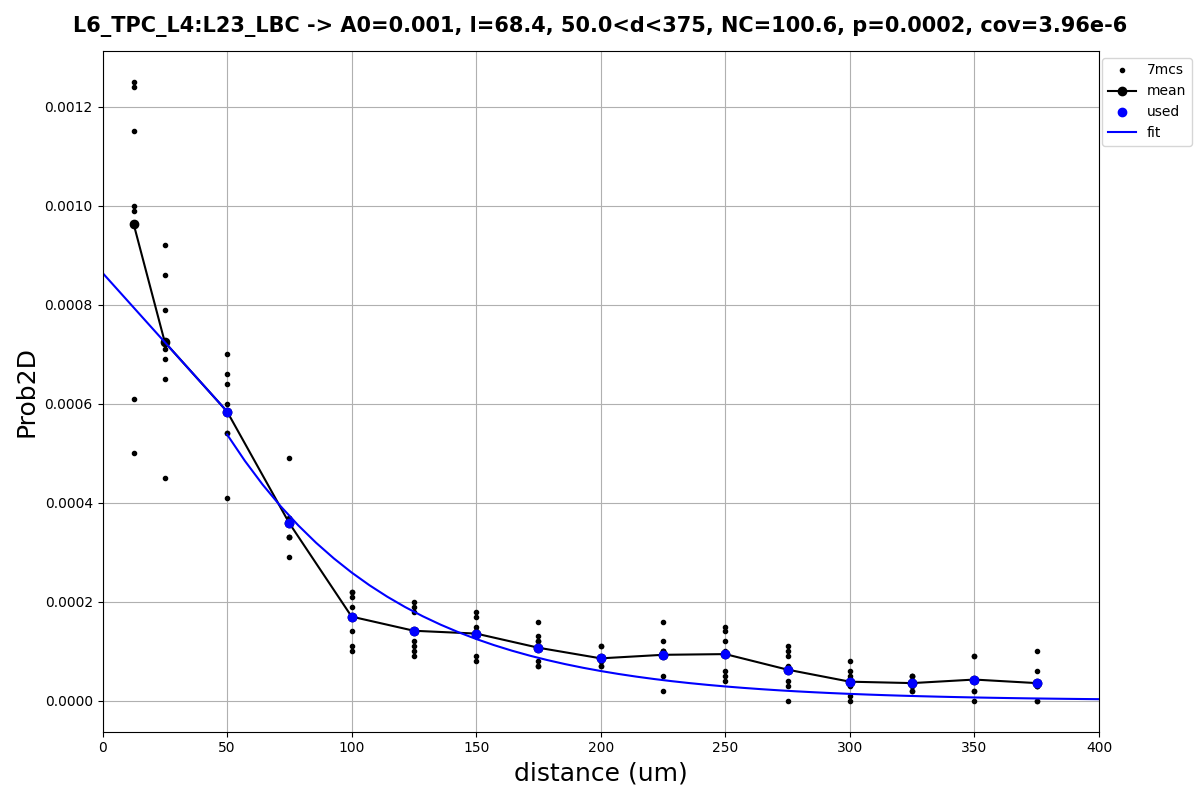 L6_TPC_L4:L23_LBC -> A0=0.001, l=68.4, 50.0<d<375, NC=100.6, p=0.0002, cov=3.96e-6
7mcs
mean
used
fit
Prob2D
0.0012
0.0010
0.0008
0.0006
0.0004
0.0002
0.0000
0 50 100 150 200 250 300 350 400
distance (um)